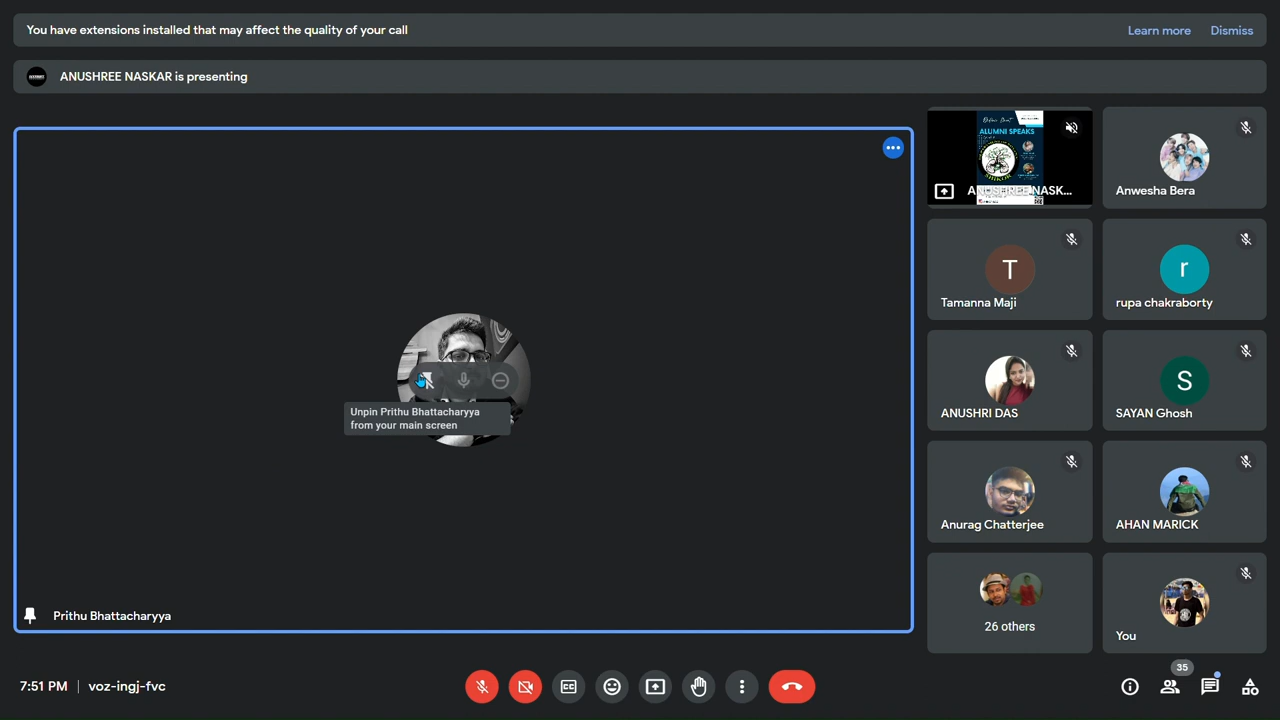 You have extensions installed that may affect the quality of your call
Learn more
Dismiss
ANUSHREE NASKAR is presenting
ALUMNI SPEAKS
ANUSHREE NASK...
Anwesha Bera
T
Tamanna Maji
r
rupa chakraborty
ANUSHRI DAS
S
SAYAN Ghosh
Anurag Chatterjee
AHAN MARICK
26 others
You
Unpin Prithu Bhattacharyya
from your main screen
Prithu Bhattacharyya
7:51 PM | voz-ingj-fvc
CC
35